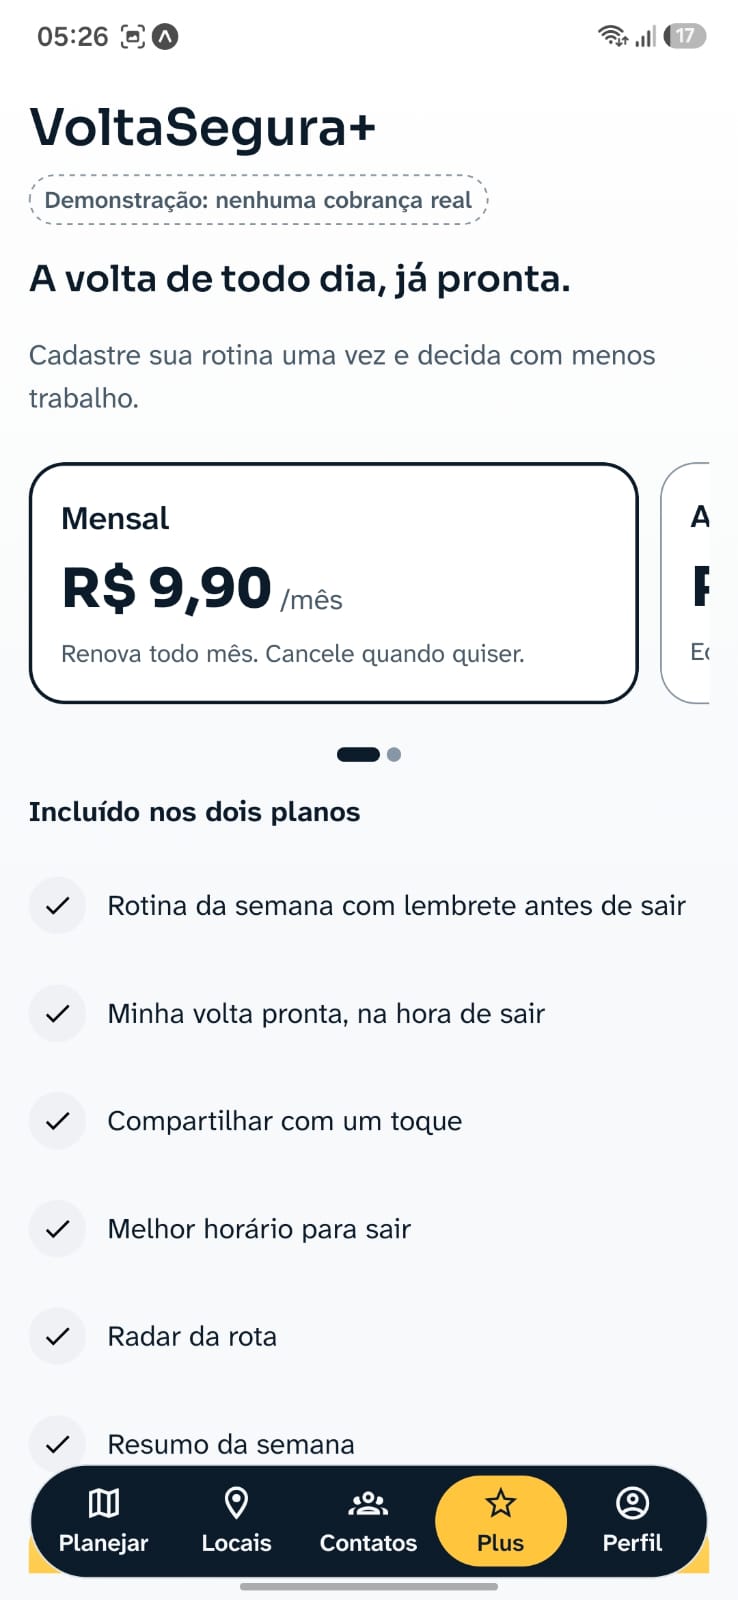 05:26
17
VoltaSegura+
Demonstração: nenhuma cobrança real
A volta de todo dia, já pronta.
Cadastre sua rotina uma vez e decida com menos
trabalho.
Mensal
R$ 9,90 /mês
Renova todo mês. Cancele quando quiser.
Incluído nos dois planos
Rotina da semana com lembrete antes de sair
Minha volta pronta, na hora de sair
Compartilhar com um toque
Melhor horário para sair
Radar da rota
Resumo da semana
Planejar
Locais
Contatos
Plus
Perfil